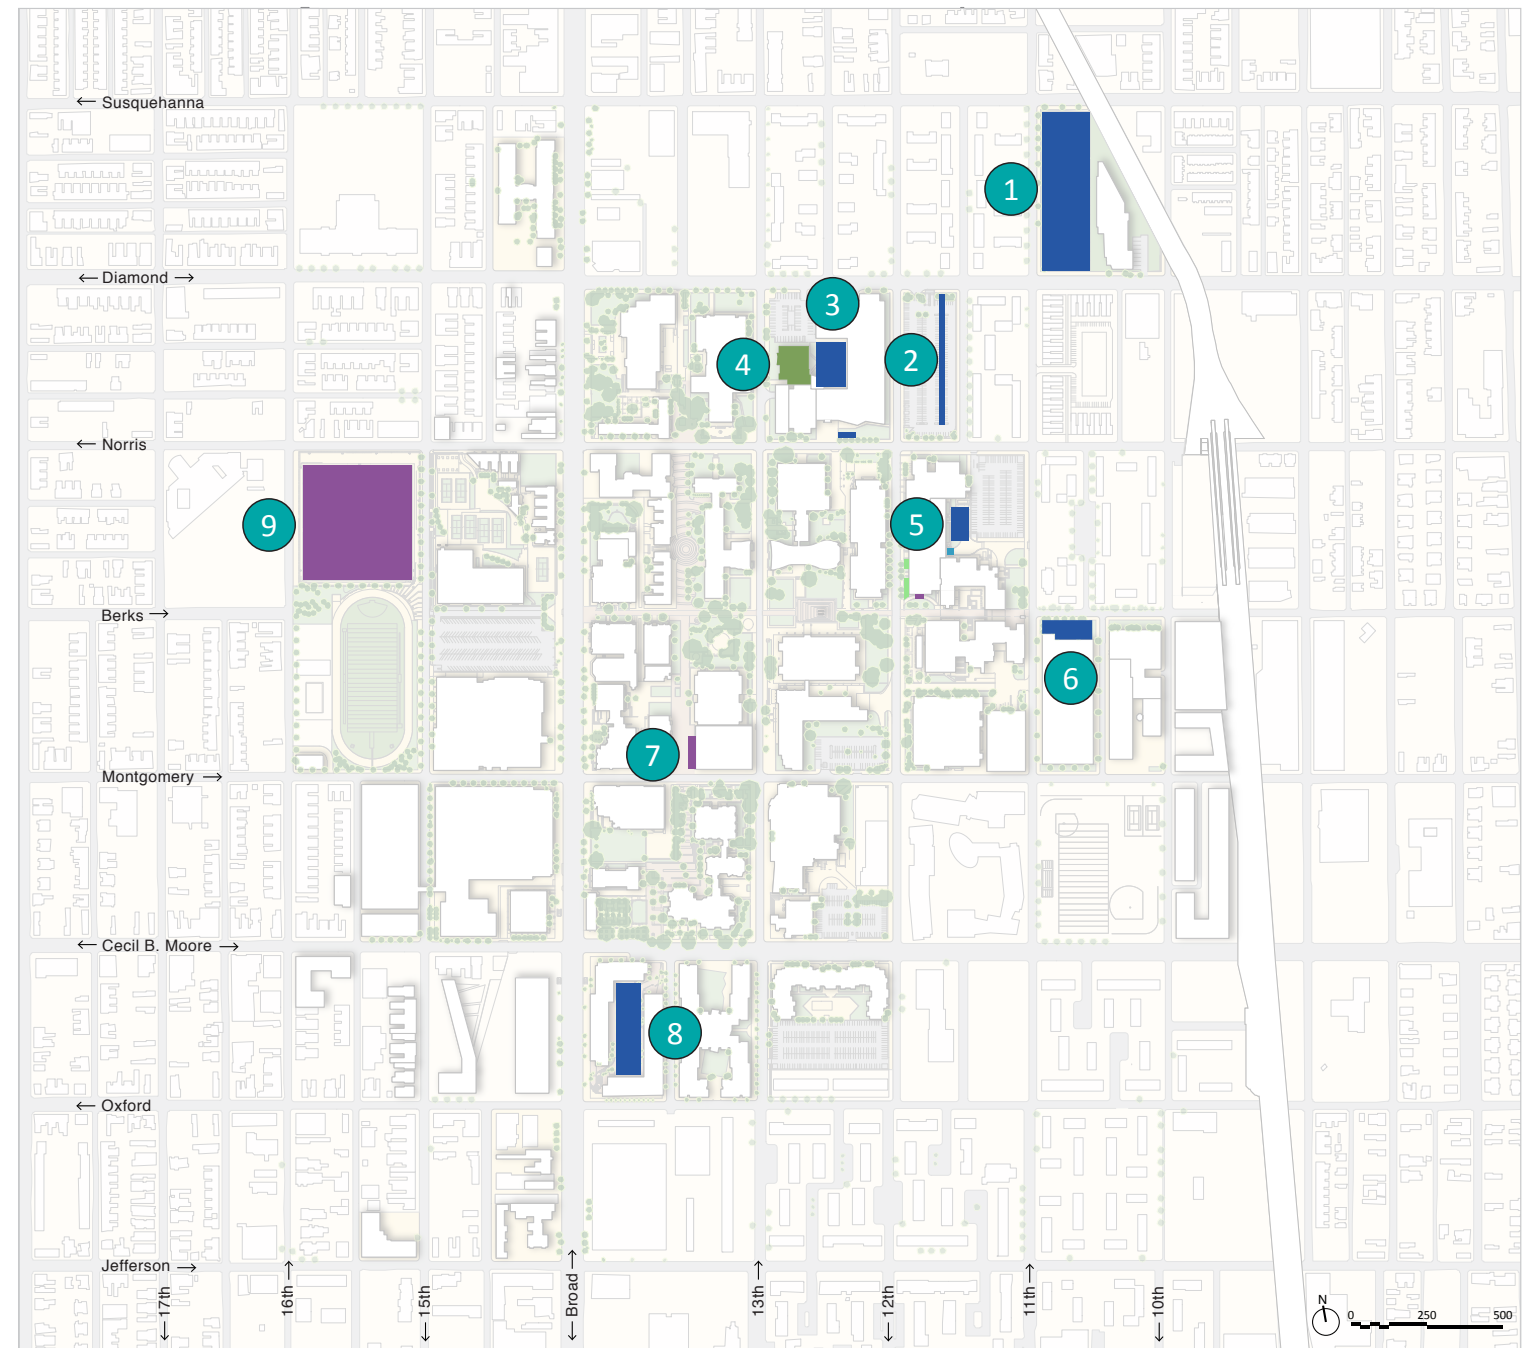 ← Susquehanna
1
← Diamond →
3
4
2
← Norris
9
5
Berks →
6
7
Montgomery →
← Cecil B. Moore →
8
← Oxford
Jefferson →
← 17th
16th →
← 15th
← Broad →
13th →
← 12th
11th →
← 10th
N
0 250 500